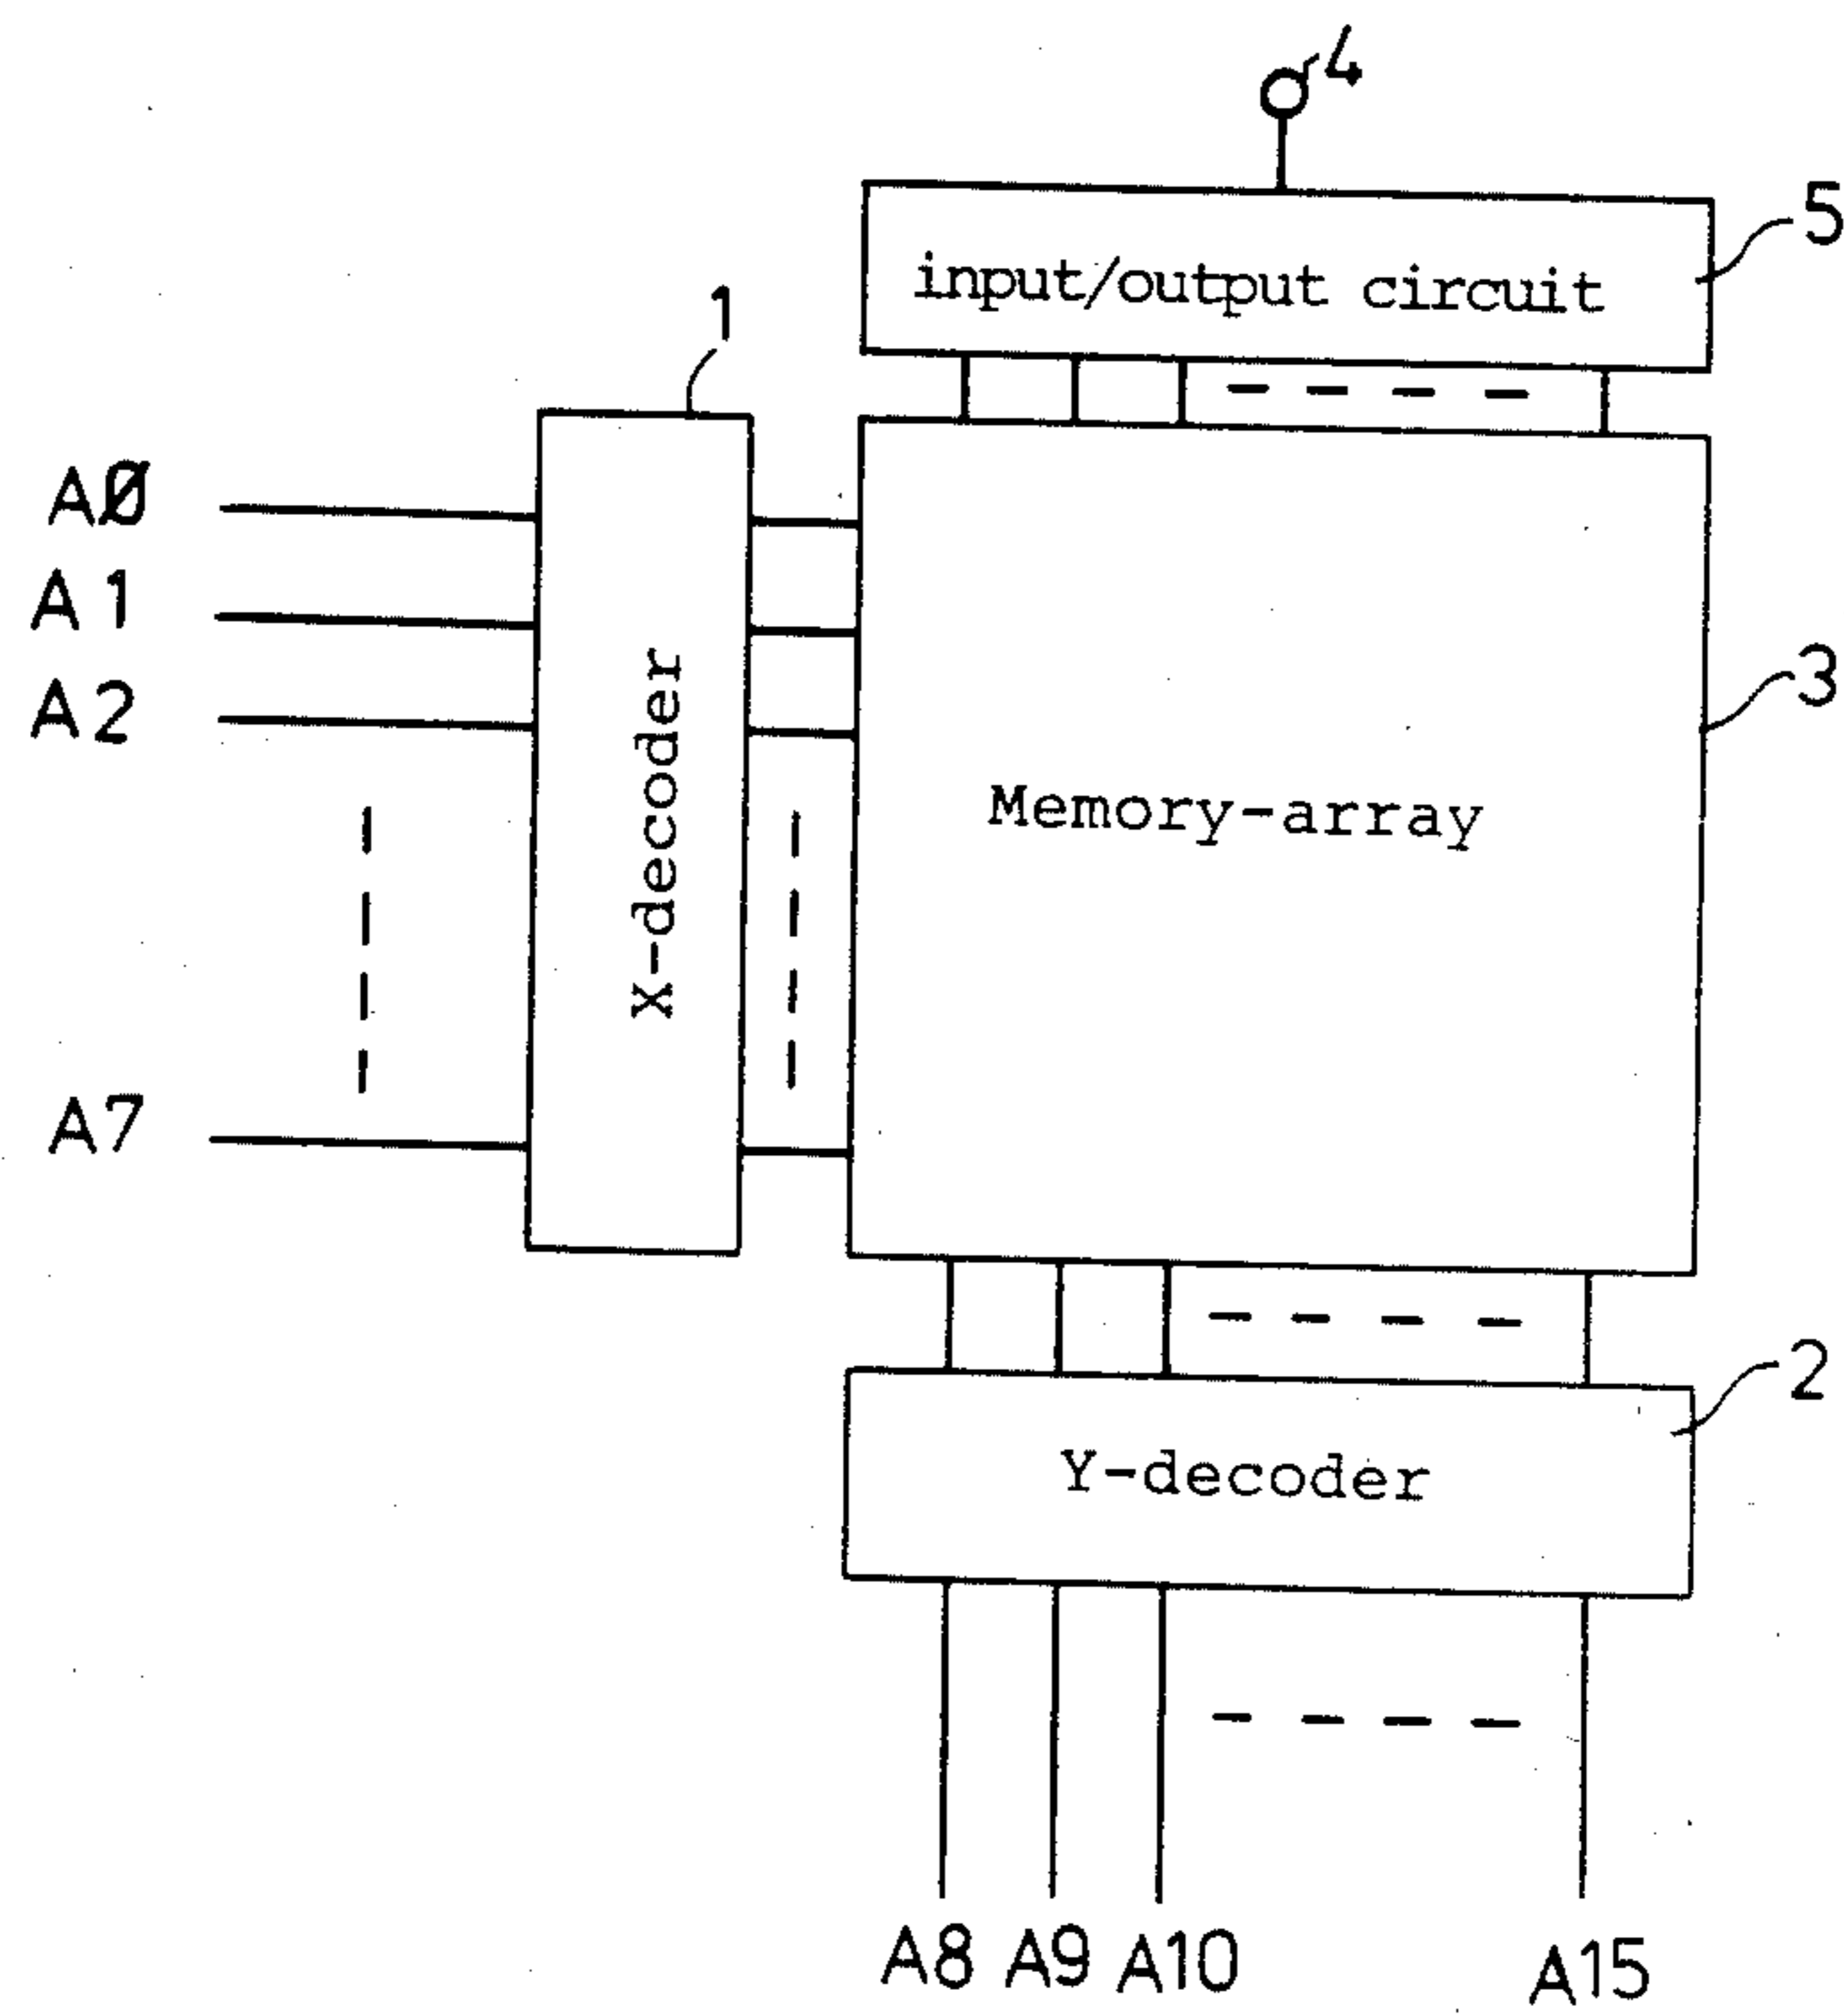 4
5
input/output circuit
1
AØ
A1
A2
3
X-decoder
Memory-array
A7
2
Y-decoder
A8 A9 A10 A15